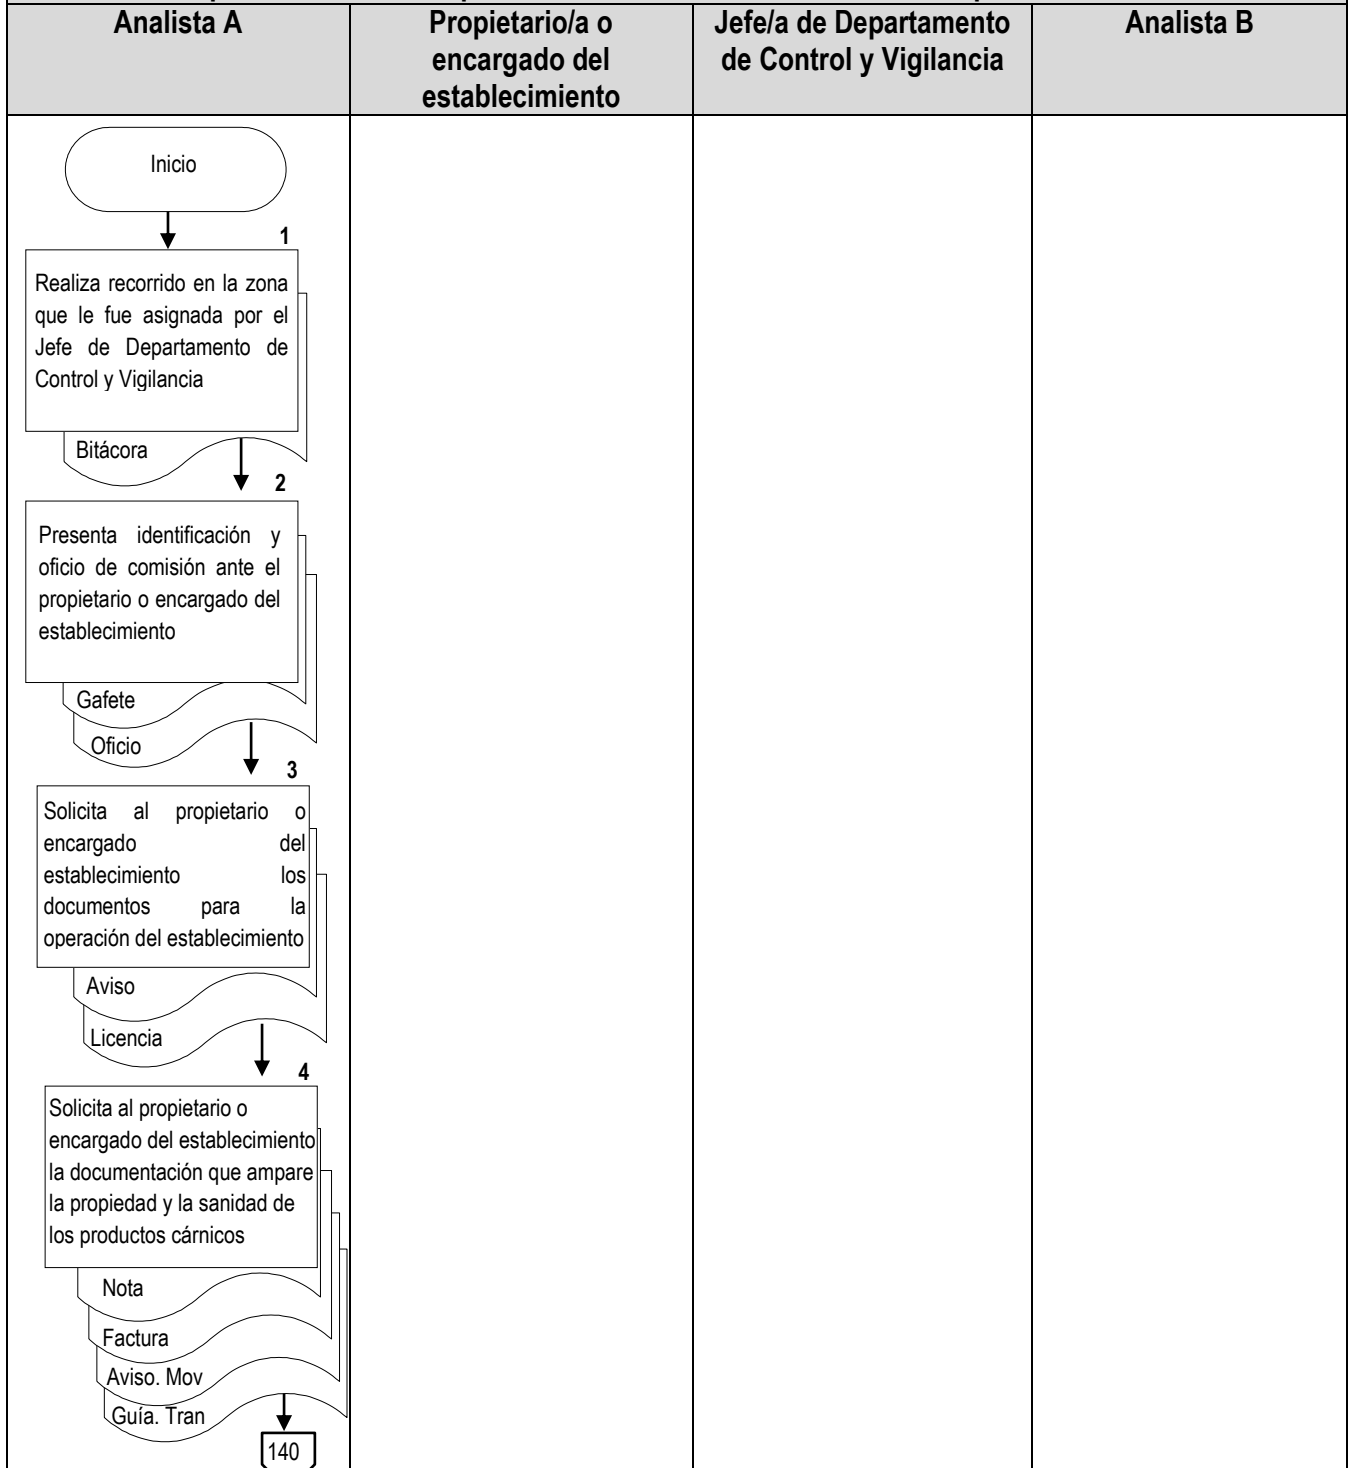 Analista A
Propietario/a o
encargado del
establecimiento
Jefe/a de Departamento
de Control y Vigilancia
Analista B
Inicio
1
Realiza recorrido en la zona
que le fue asignada por el
Jefe de Departamento de
Control y Vigilancia
Bitácora
2
Presenta identificación y
oficio de comisión ante el
propietario o encargado del
establecimiento
Gafete
Oficio
3
Solicita al propietario o
encargado del
establecimiento los
documentos para la
operación del establecimiento
Aviso
Licencia
4
Solicita al propietario o
encargado del establecimiento
la documentación que ampare
la propiedad y la sanidad de
los productos cárnicos
Nota
Factura
Aviso. Mov
Guía. Tran
140